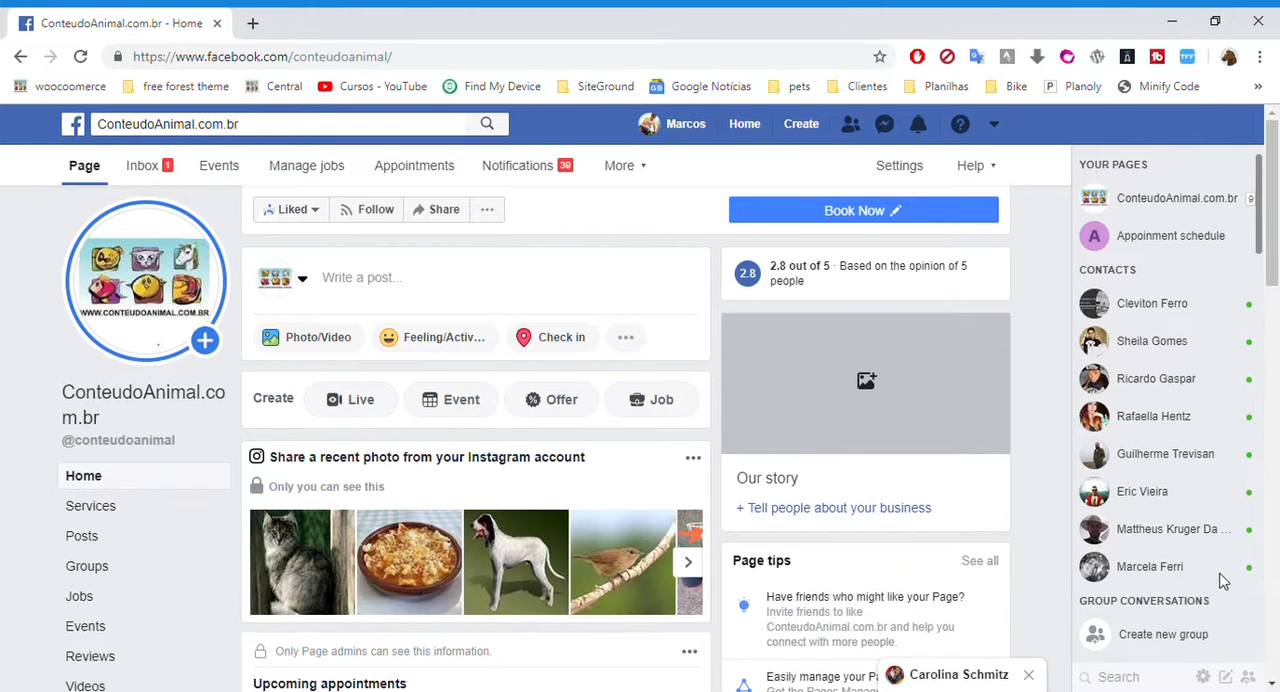 ConteudoAnimal.com.br - Home
https://www.facebook.com/conteudoanimal/
woocoomerce free forest theme Central Cursos - YouTube Find My Device SiteGround Google Notícias pets Clientes Planilhas Bike Planoly Minify Code »
ConteudoAnimal.com.br Marcos Home Create
Page Inbox 1 Events Manage jobs Appointments Notifications 39 More Settings Help
WWW.CONTEUDOANIMAL.COM.BR
ConteudoAnimal.co
m.br
@conteudoanimal
Home
Services
Posts
Groups
Jobs
Events
Reviews
Videos
Liked Follow Share ... Book Now
Write a post...
Photo/Video Feeling/Activ... Check in
Create Live Event Offer Job
Share a recent photo from your Instagram account
Only you can see this
Only Page admins can see this information.
Upcoming appointments
2.8 2.8 out of 5 · Based on the opinion of 5
people
Our story
+ Tell people about your business
Page tips See all
Have friends who might like your Page?
Invite friends to like
ConteudoAnimal.com.br and help you
connect with more people.
Easily manage your P
Get the Pages Manag
Carolina Schmitz
YOUR PAGES
ConteudoAnimal.com.br 9
A Appoinment schedule
CONTACTS
Cleviton Ferro
Sheila Gomes
Ricardo Gaspar
Rafaella Hentz
Guilherme Trevisan
Eric Vieira
Mattheus Kruger Da ...
Marcela Ferri
GROUP CONVERSATIONS
Create new group
Search